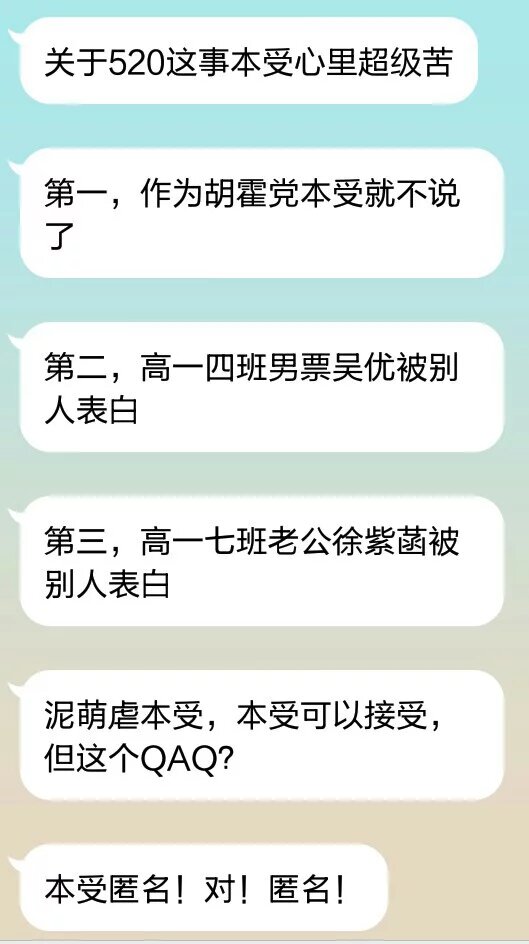 关于520这事本受心里超级苦
第一，作为胡霍党本受就不说
了
第二，高一四班男票吴优被别
人表白
第三，高一七班老公徐紫菡被
别人表白
泥萌虐本受，本受可以接受，
但这个QAQ?
本受匿名！对！匿名！